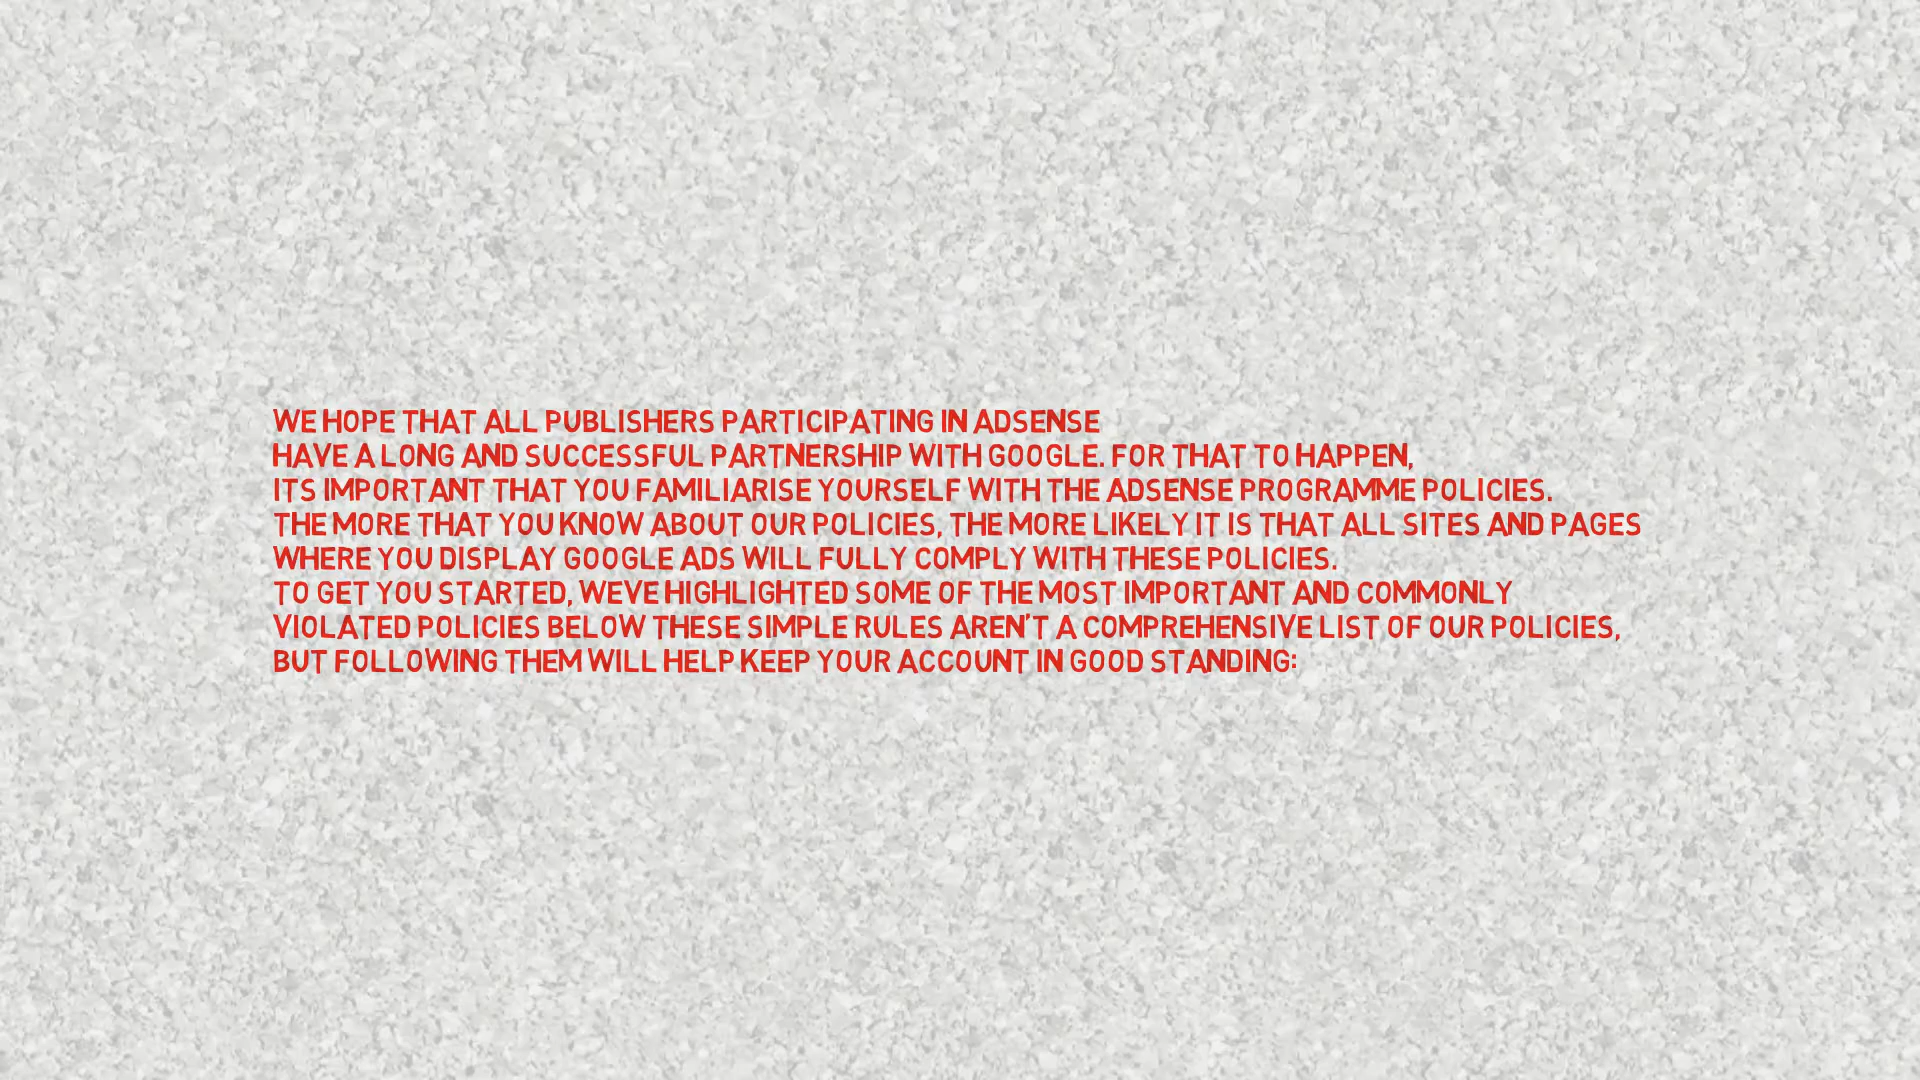 WE HOPE THAT ALL PUBLISHERS PARTICIPATING IN ADSENSE
HAVE A LONG AND SUCCESSFUL PARTNERSHIP WITH GOOGLE. FOR THAT TO HAPPEN,
ITS IMPORTANT THAT YOU FAMILIARISE YOURSELF WITH THE ADSENSE PROGRAMME POLICIES.
THE MORE THAT YOU KNOW ABOUT OUR POLICIES, THE MORE LIKELY IT IS THAT ALL SITES AND PAGES
WHERE YOU DISPLAY GOOGLE ADS WILL FULLY COMPLY WITH THESE POLICIES.
TO GET YOU STARTED, WEVE HIGHLIGHTED SOME OF THE MOST IMPORTANT AND COMMONLY
VIOLATED POLICIES BELOW THESE SIMPLE RULES AREN'T A COMPREHENSIVE LIST OF OUR POLICIES,
BUT FOLLOWING THEM WILL HELP KEEP YOUR ACCOUNT IN GOOD STANDING: